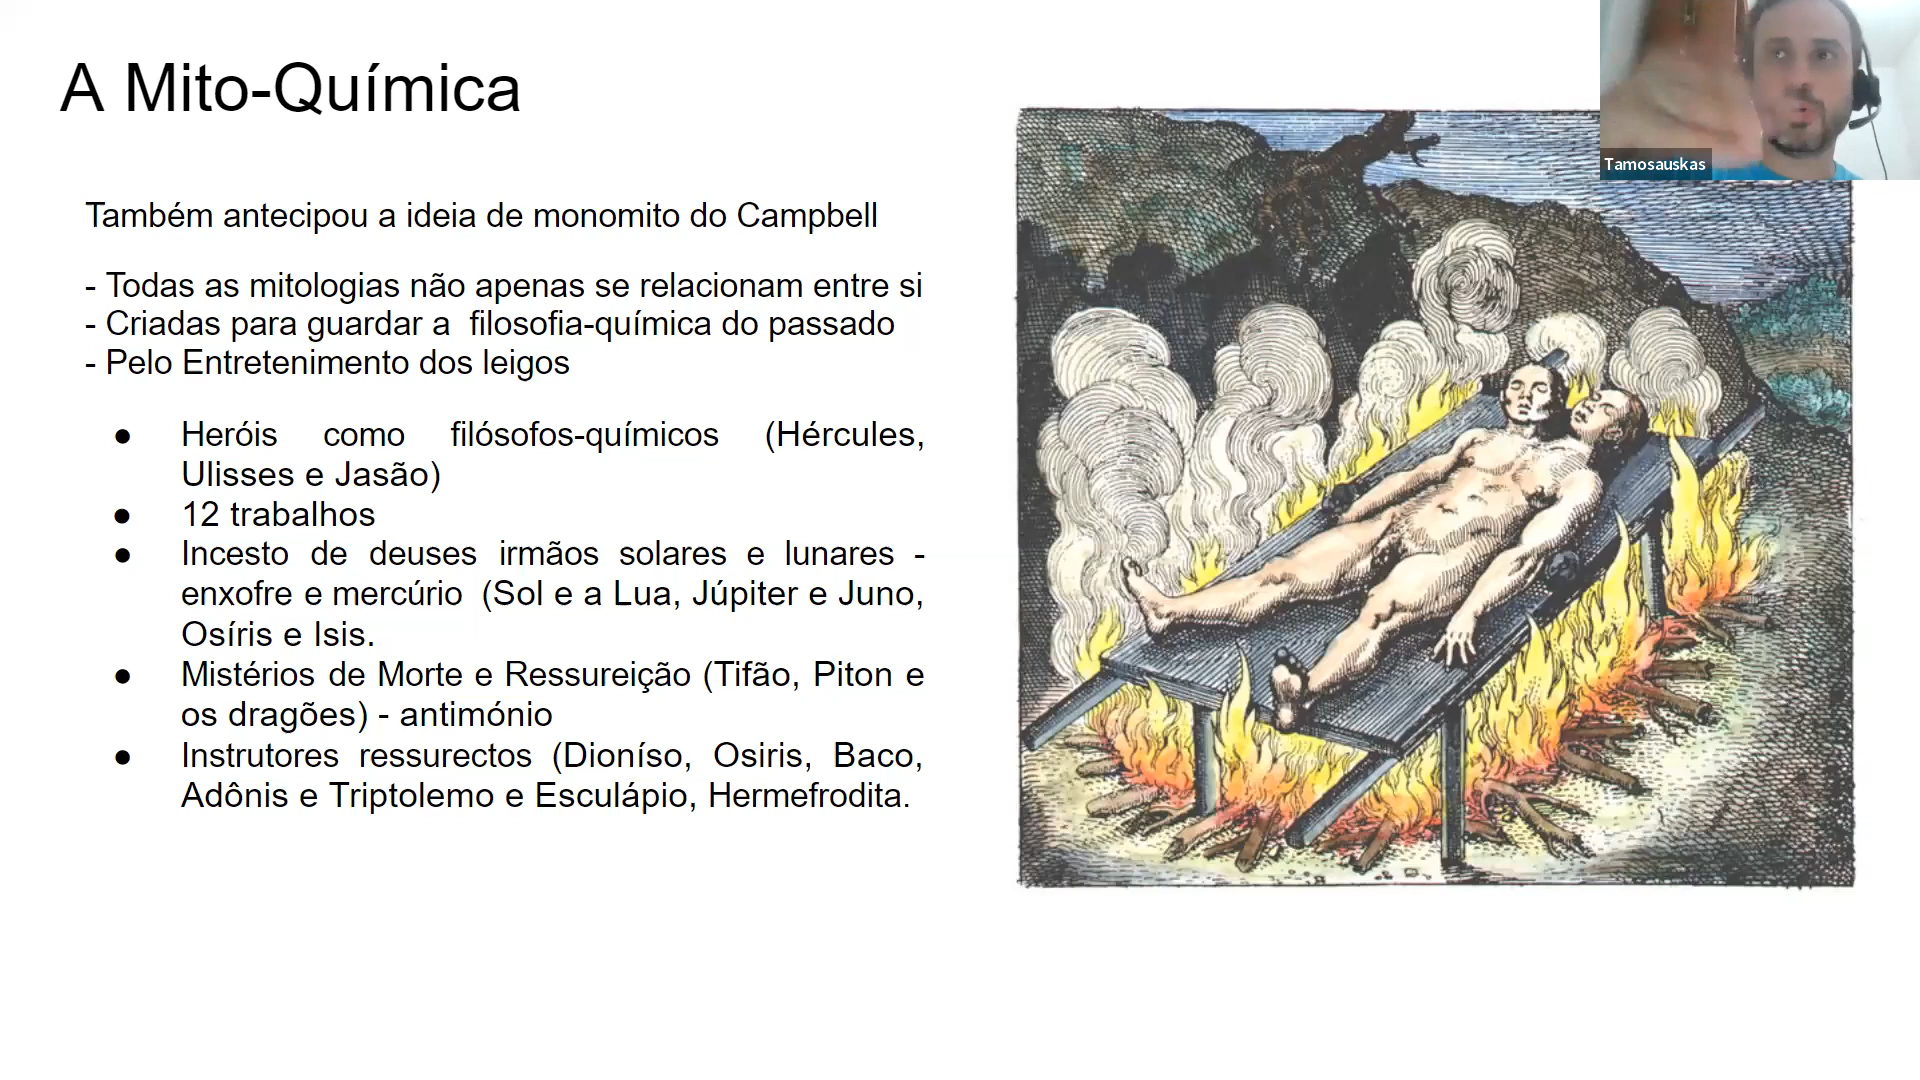 A Mito-Química
Tamosauskas
Também antecipou a ideia de monomito do Campbell
- Todas as mitologias não apenas se relacionam entre si
- Criadas para guardar a filosofia-química do passado
- Pelo Entretenimento dos leigos
● Heróis como filósofos-químicos (Hércules,
Ulisses e Jasão)
● 12 trabalhos
● Incesto de deuses irmãos solares e lunares -
enxofre e mercúrio (Sol e a Lua, Júpiter e Juno,
Osíris e Isis.
● Mistérios de Morte e Ressureição (Tifão, Piton e
os dragões) - antimónio
● Instrutores ressurectos (Dioníso, Osiris, Baco,
Adônis e Triptolemo e Esculápio, Hermefrodita.